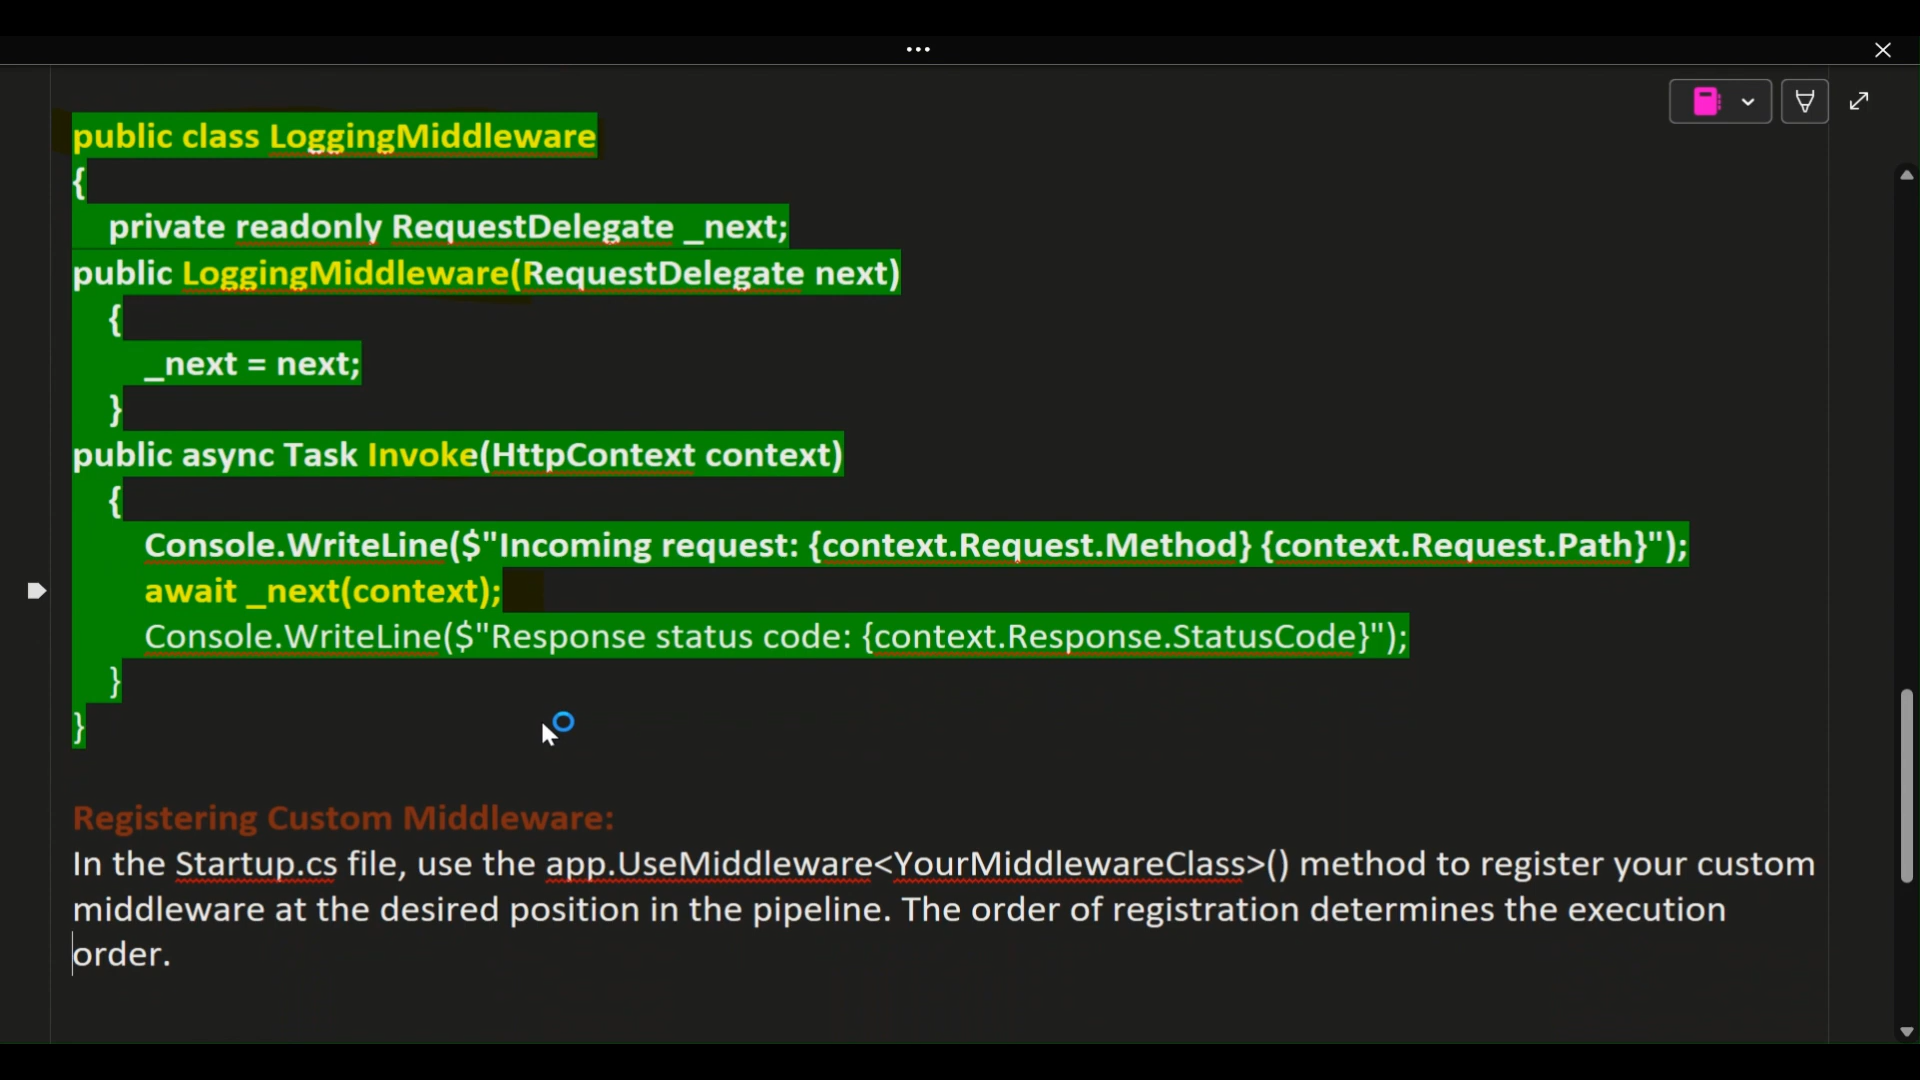 public class LoggingMiddleware
{
private readonly RequestDelegate _next;
public LoggingMiddleware(RequestDelegate next)
{
_next = next;
}
public async Task Invoke(HttpContext context)
{
Console.WriteLine($"Incoming request: {context.Request.Method} {context.Request.Path}");
await _next(context);
Console.WriteLine($"Response status code: {context.Response.StatusCode}");
}
}
Registering Custom Middleware:
In the Startup.cs file, use the app.UseMiddleware<YourMiddlewareClass>() method to register your custom
middleware at the desired position in the pipeline. The order of registration determines the execution
order.